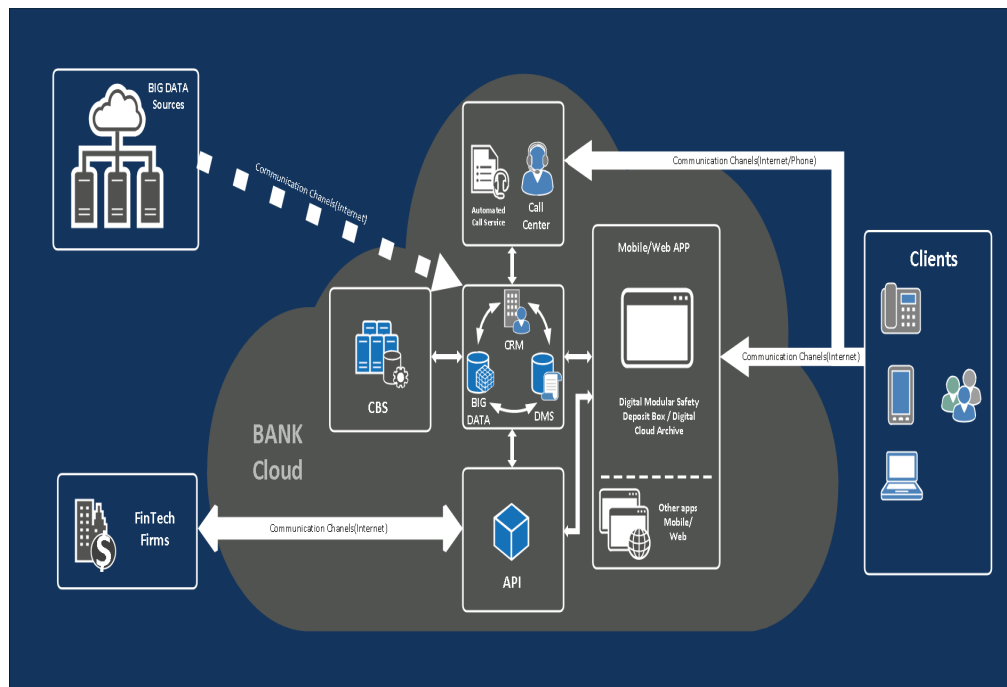 BIG DATA
Sources
Communication Chanels(Internet)
Automated
Call Service
Call
Center
Communication Chanels(Internet/Phone)
Mobile/Web APP
Clients
CRM
BIG
DATA
DMS
CBS
Communication Chanels(Internet)
Digital Modular Safety
Deposit Box / Digital
Cloud Archive
BANK
Cloud
Other apps
Mobile/
Web
FinTech
Firms
$
Communication Chanels(Internet)
API